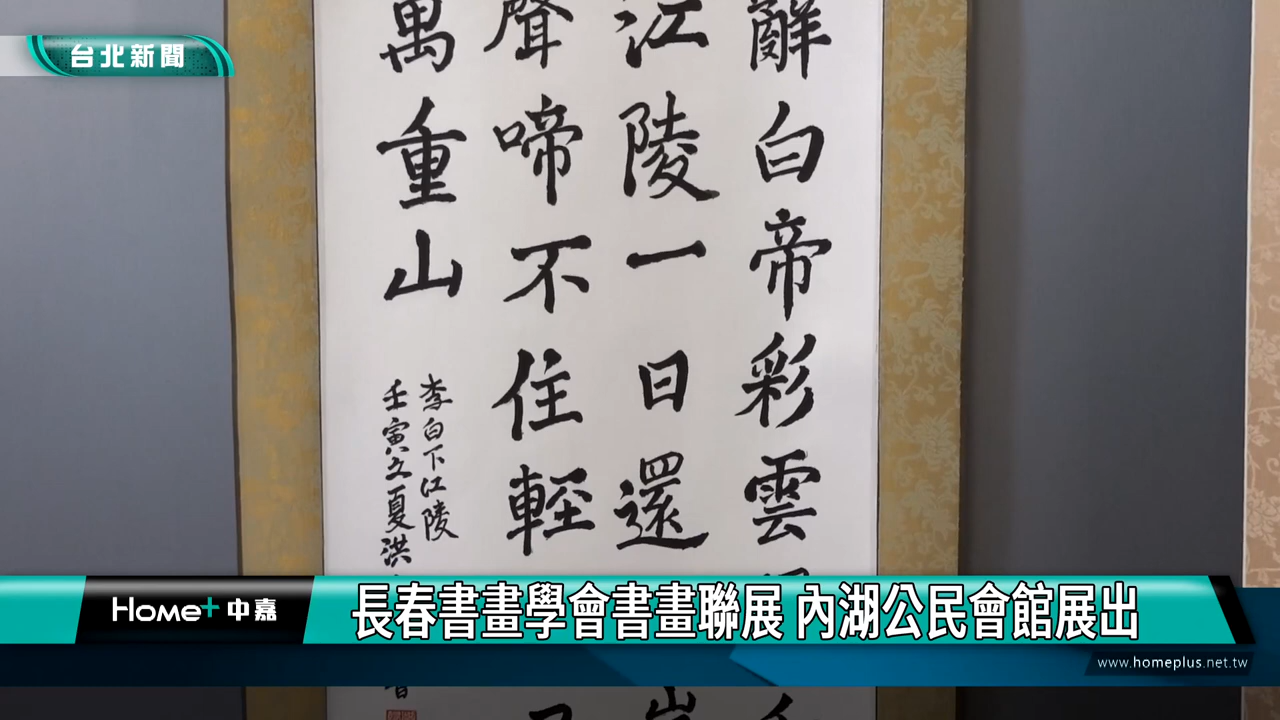 台北新聞
辭白帝彩雲
江陵一日還
聲啼不住輕
萬重山
李白下江陵
壬寅之夏洪
Home+中嘉
長春書畫學會書畫聯展 內湖公民會館展出
www.homeplus.net.tw